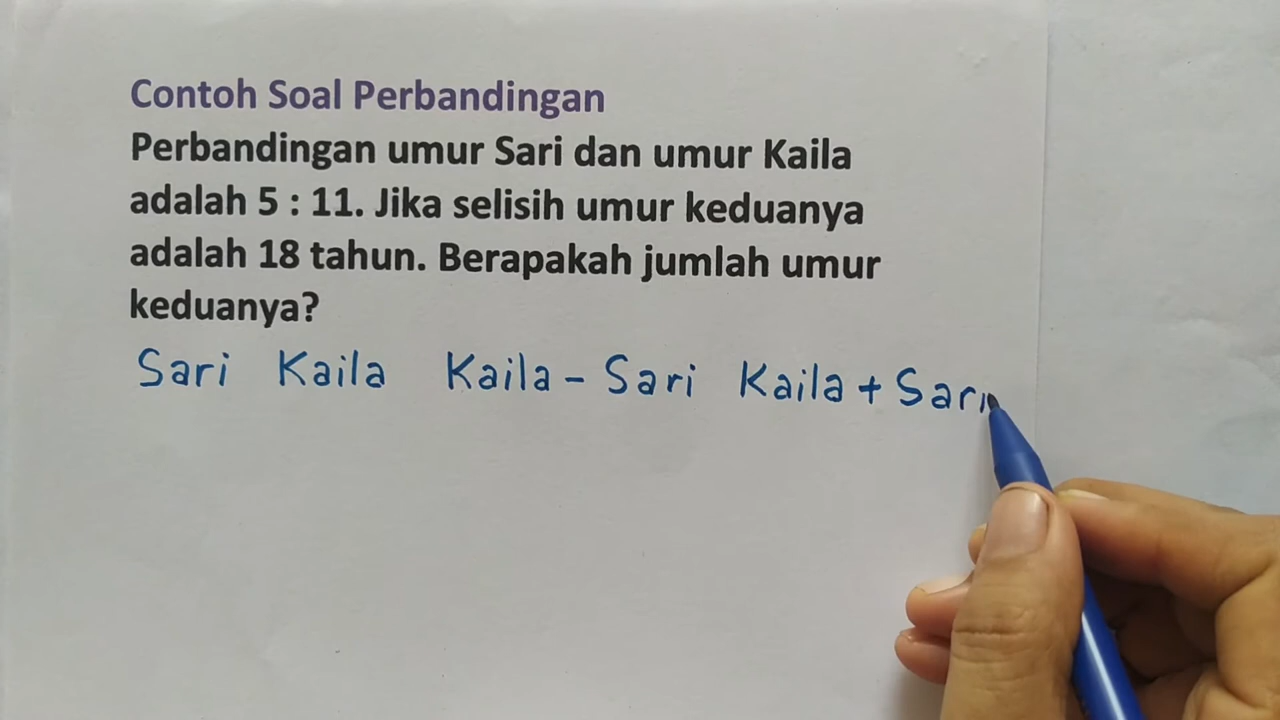 Contoh Soal Perbandingan
Perbandingan umur Sari dan umur Kaila
adalah 5 : 11. Jika selisih umur keduanya
adalah 18 tahun. Berapakah jumlah umur
keduanya?
Sari Kaila Kaila - Sari Kaila + Sari